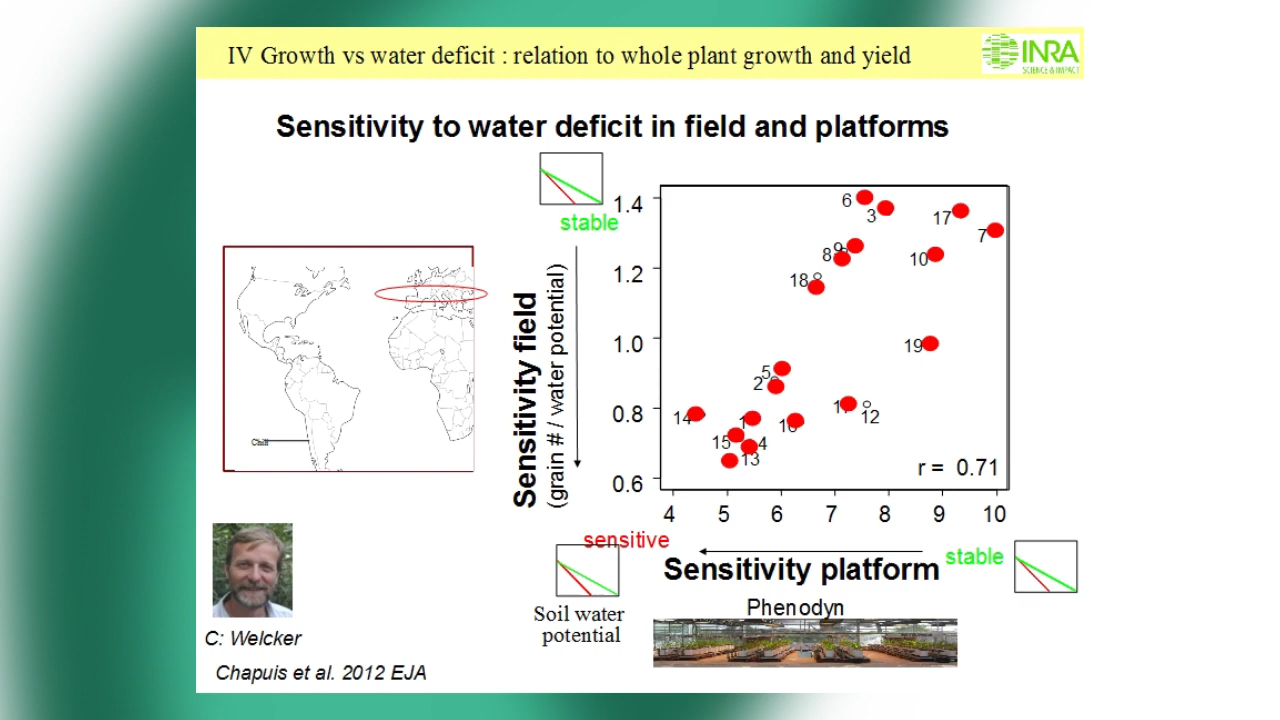 IV Growth vs water deficit : relation to whole plant growth and yield
INRA
SCIENCE & IMPACT
Sensitivity to water deficit in field and platforms
stable
Sensitivity field
(grain # / water potential)
1.4
1.2
1.0
0.8
0.6
6
3
17
7
9
8
10
18
19
5
2
14
1
16
12
15
4
13
r = 0.71
4 5 6 7 8 9 10
sensitive
stable
Sensitivity platform
Soil water
potential
Phenodyn
C: Welcker
Chapuis et al. 2012 EJA